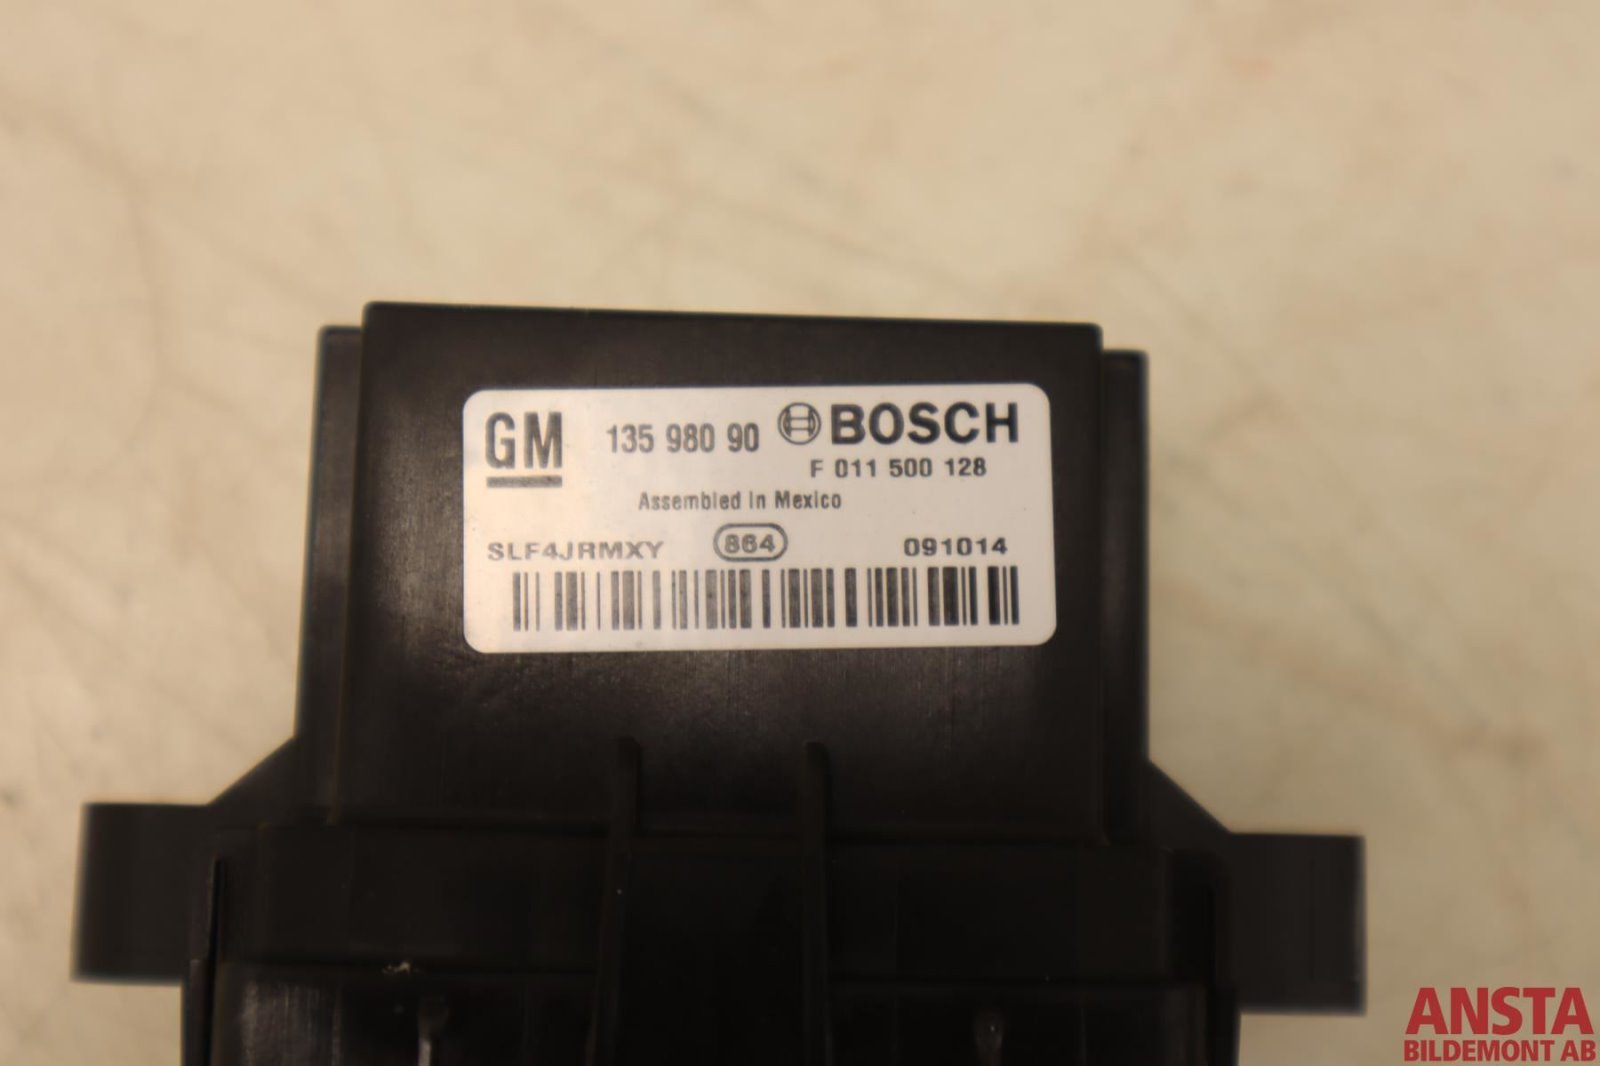 GM 135 980 90 BOSCH
F 011 500 128
Assembled in Mexico
SLF4JRMXY 864 091014
ANSTA
BILDEMONT AB